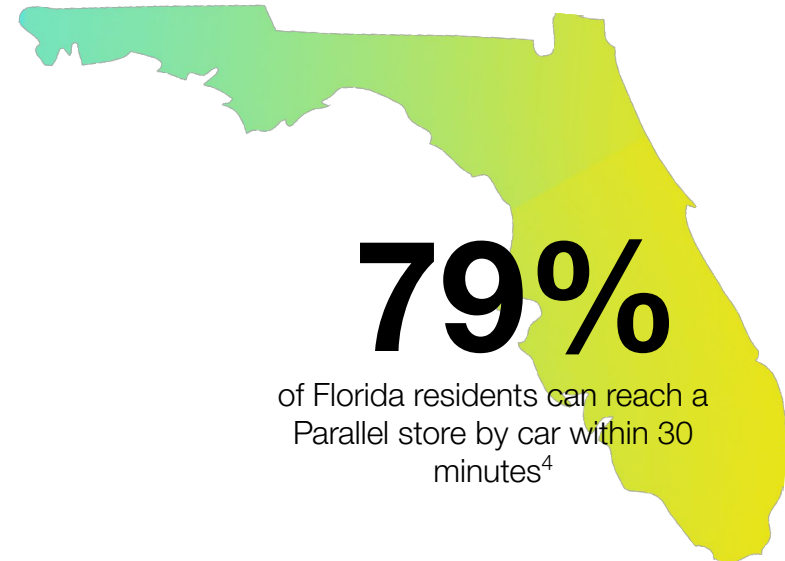 79%
of Florida residents can reach a
Parallel store by car within 30
minutes4